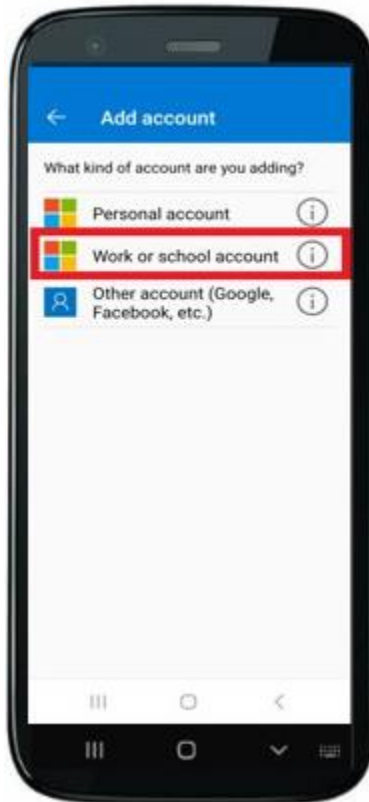 Add account
What kind of account are you adding?
Personal account
Work or school account
Other account (Google,
Facebook, etc.)